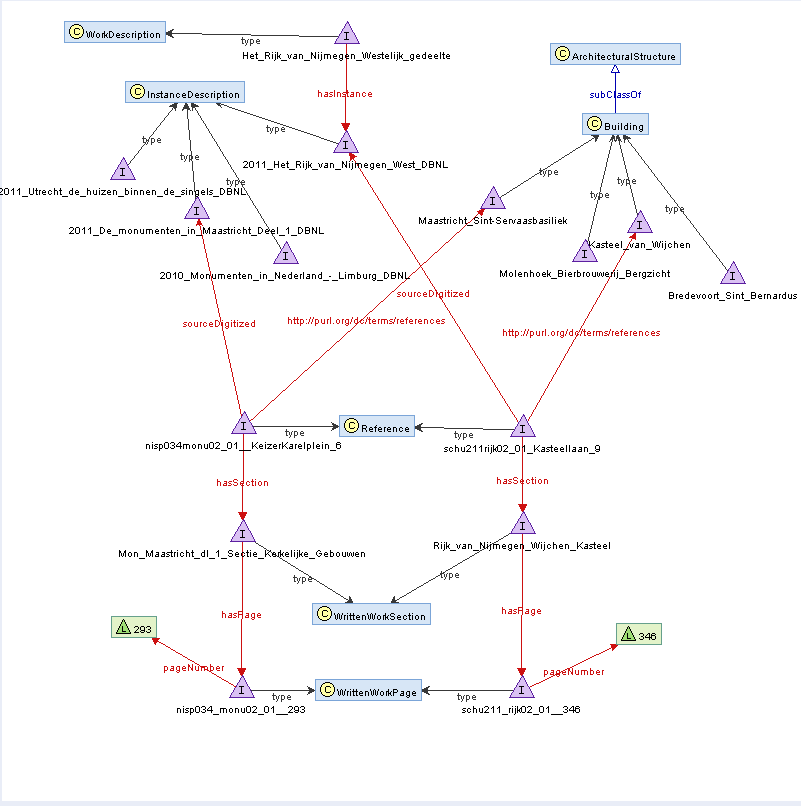 C WorkDescription
type
I
Het_Rijk_van_Nijmegen_Westelijk_gedeelte
C ArchitecturalStructure
hasInstance
subClassOf
C InstanceDescription
C Building
type
type
I
2011_Het_Rijk_van_Nijmegen_West_DBNL
type
type
type
type
type
type
I
2011_Utrecht_de_huizen_binnen_de_singels_DBNL
I
Maastricht_Sint-Servaasbasiliek
I
2011_De_monumenten_in_Maastricht_Deel_1_DBNL
I
Kasteel_van_Wijchen
I
2010_Monumenten_in_Nederland_-_Limburg_DBNL
I
Molenhoek_Bierbrouwerij_Bergzicht
I
Bredevoort_Sint_Bernardus
sourceDigitized
sourceDigitized
http://purl.org/dc/terms/references
http://purl.org/dc/terms/references
I
nisp034monu02_01__KeizerKarelplein_6
type
C Reference
type
I
schu211rijk02_01_Kasteellaan_9
hasSection
hasSection
I
Mon_Maastricht_dl_1_Sectie_Kerkelijke_Gebouwen
I
Rijk_van_Nijmegen_Wijchen_Kasteel
type
type
C WrittenWorkSection
hasPage
hasPage
L 293
L 346
pageNumber
pageNumber
I
nisp034_monu02_01__293
type
C WrittenWorkPage
type
I
schu211_rijk02_01__346